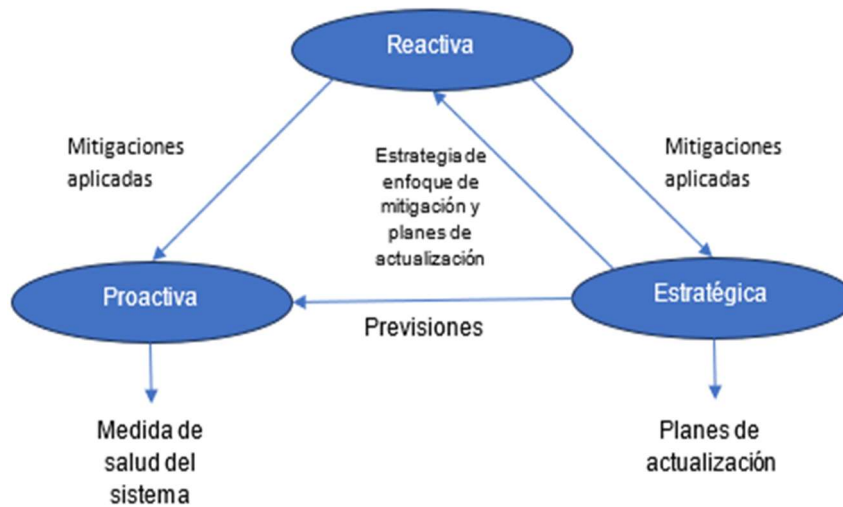 Reactiva
Mitigaciones
aplicadas
Estrategia de
enfoque de
mitigación y
planes de
actualización
Mitigaciones
aplicadas
Proactiva
Previsiones
Estratégica
Medida de
salud del
sistema
Planes de
actualización